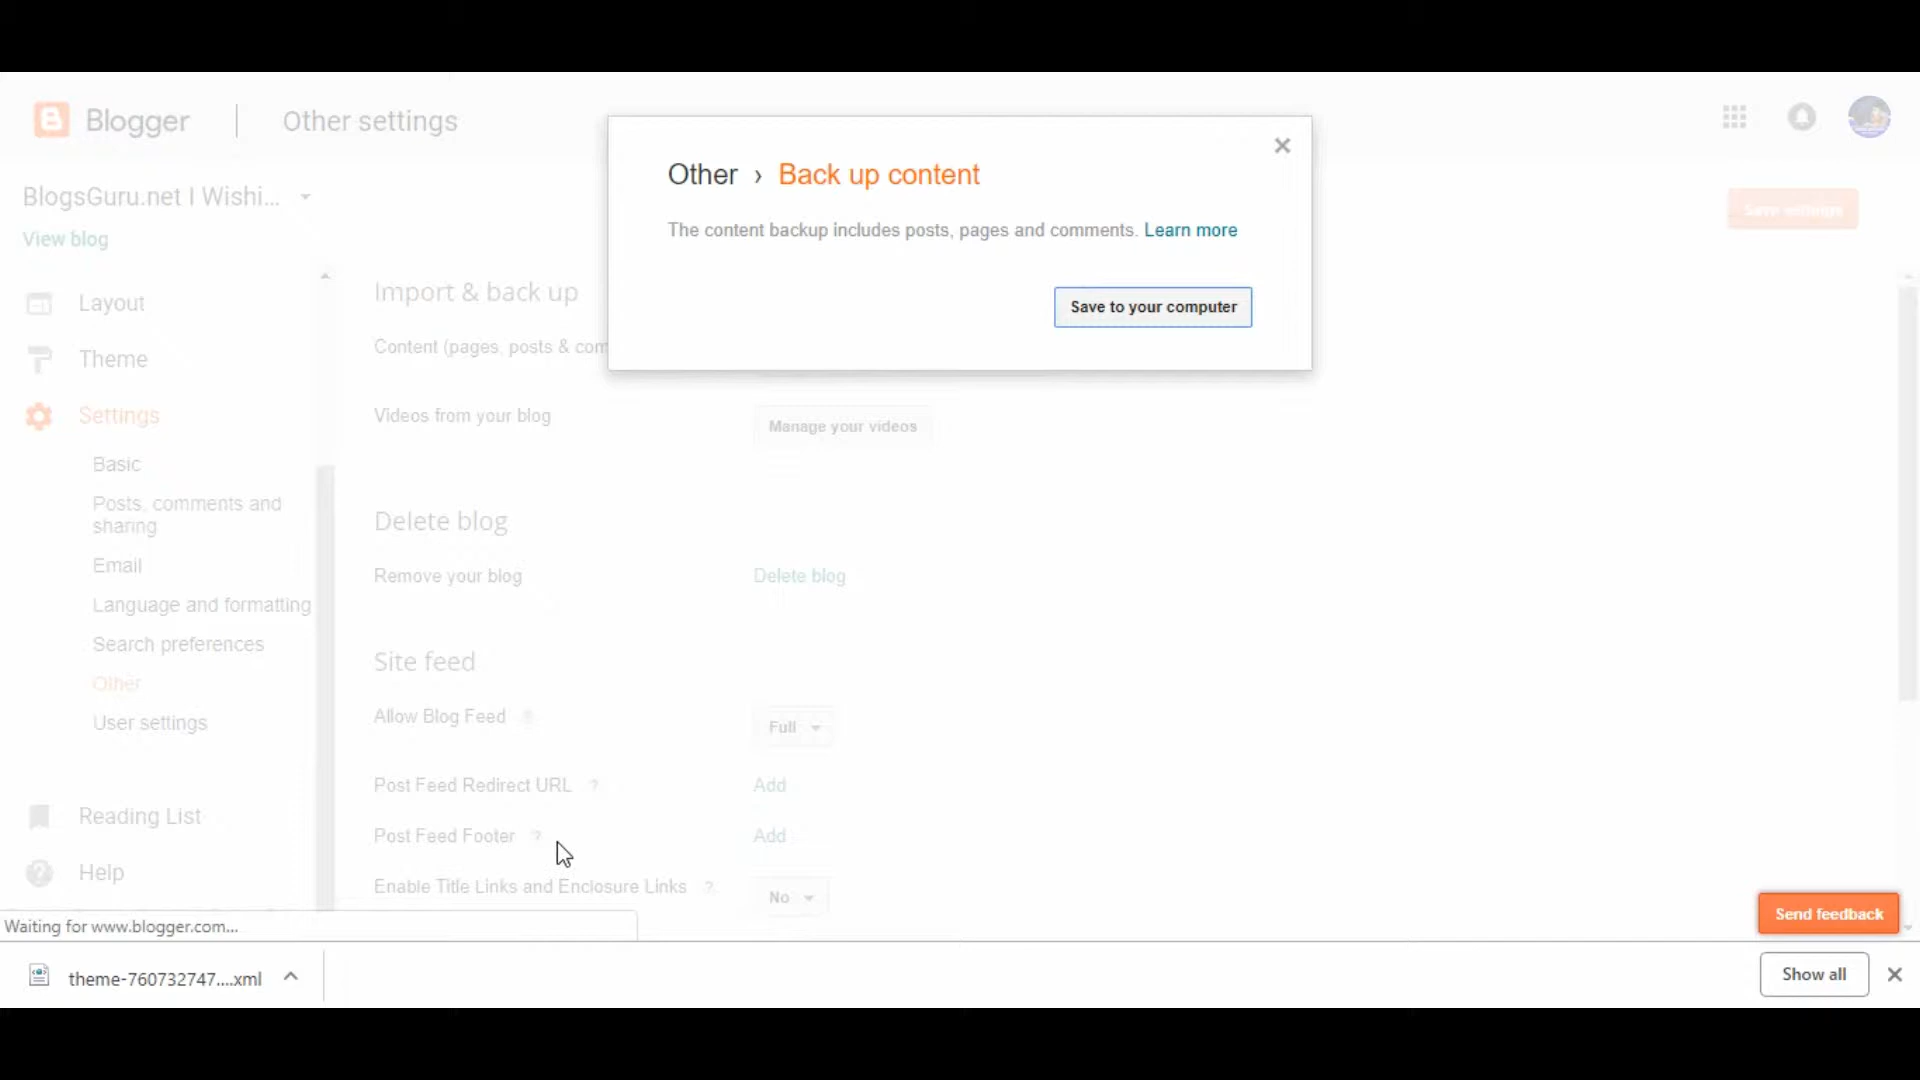 Blogger
Other settings
BlogsGuru.net I Wishi...
View blog
Save settings
Other › Back up content
The content backup includes posts, pages and comments. Learn more
Save to your computer
Layout
Theme
Settings
Basic
Posts, comments and
sharing
Email
Language and formatting
Search preferences
Other
User settings
Reading List
Help
Import & back up
Content (pages, posts & com
Videos from your blog
Manage your videos
Delete blog
Remove your blog
Delete blog
Site feed
Allow Blog Feed ?
Full
Post Feed Redirect URL ?
Add
Post Feed Footer ?
Add
Enable Title Links and Enclosure Links ?
No
Send feedback
Waiting for www.blogger.com...
theme-760732747....xml
Show all